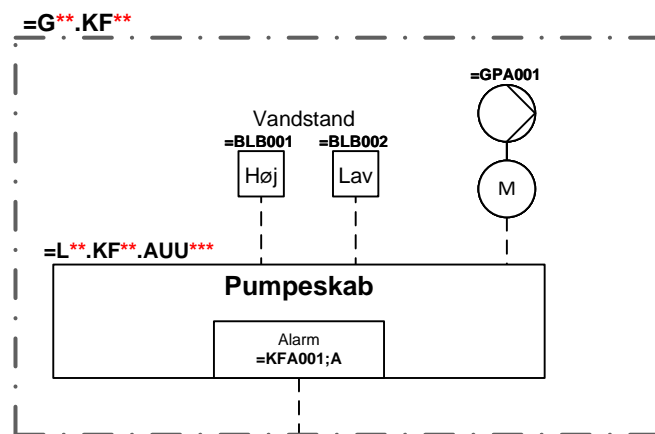 =G**.KF**
=GPA001
Vandstand
=BLB001 =BLB002
Høj Lav
M
=L**.KF**.AUU***
Pumpeskab
Alarm
=KFA001;A